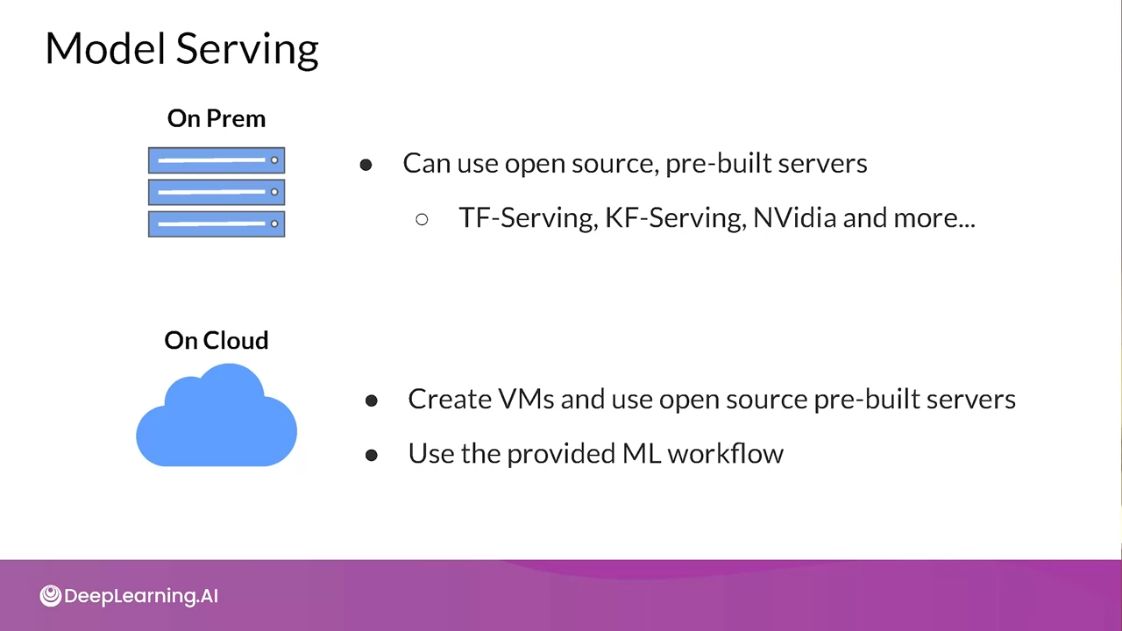 Model Serving
On Prem
● Can use open source, pre-built servers
○ TF-Serving, KF-Serving, NVidia and more...
On Cloud
● Create VMs and use open source pre-built servers
● Use the provided ML workflow
DeepLearning.AI